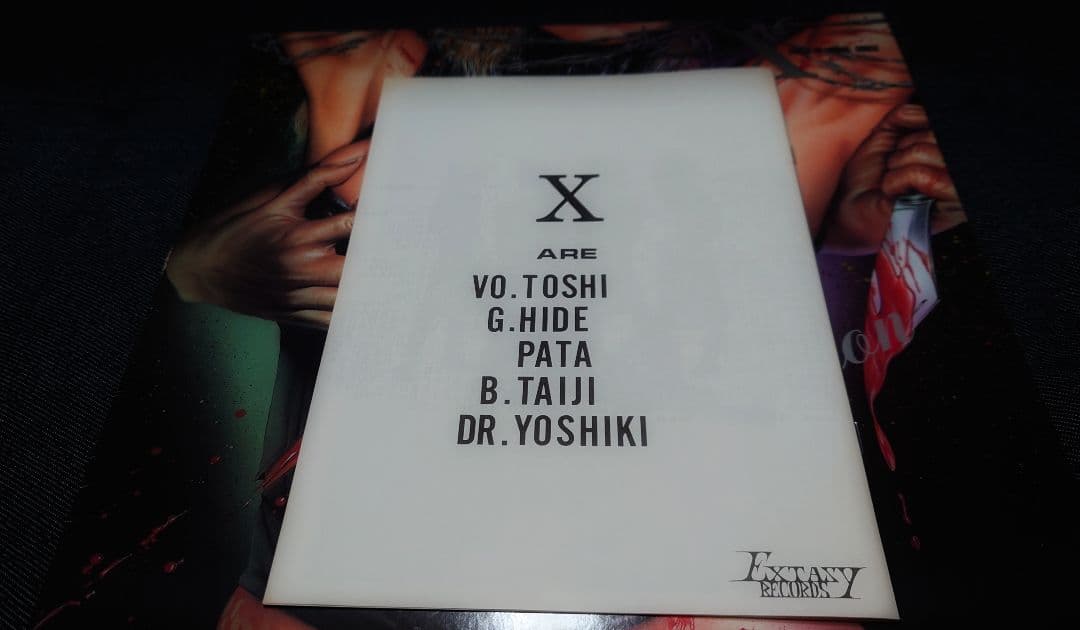 X
ARE
VO.TOSHI
G.HIDE
PATA
B.TAIJI
DR.YOSHIKI
EXTASY
RECORDS